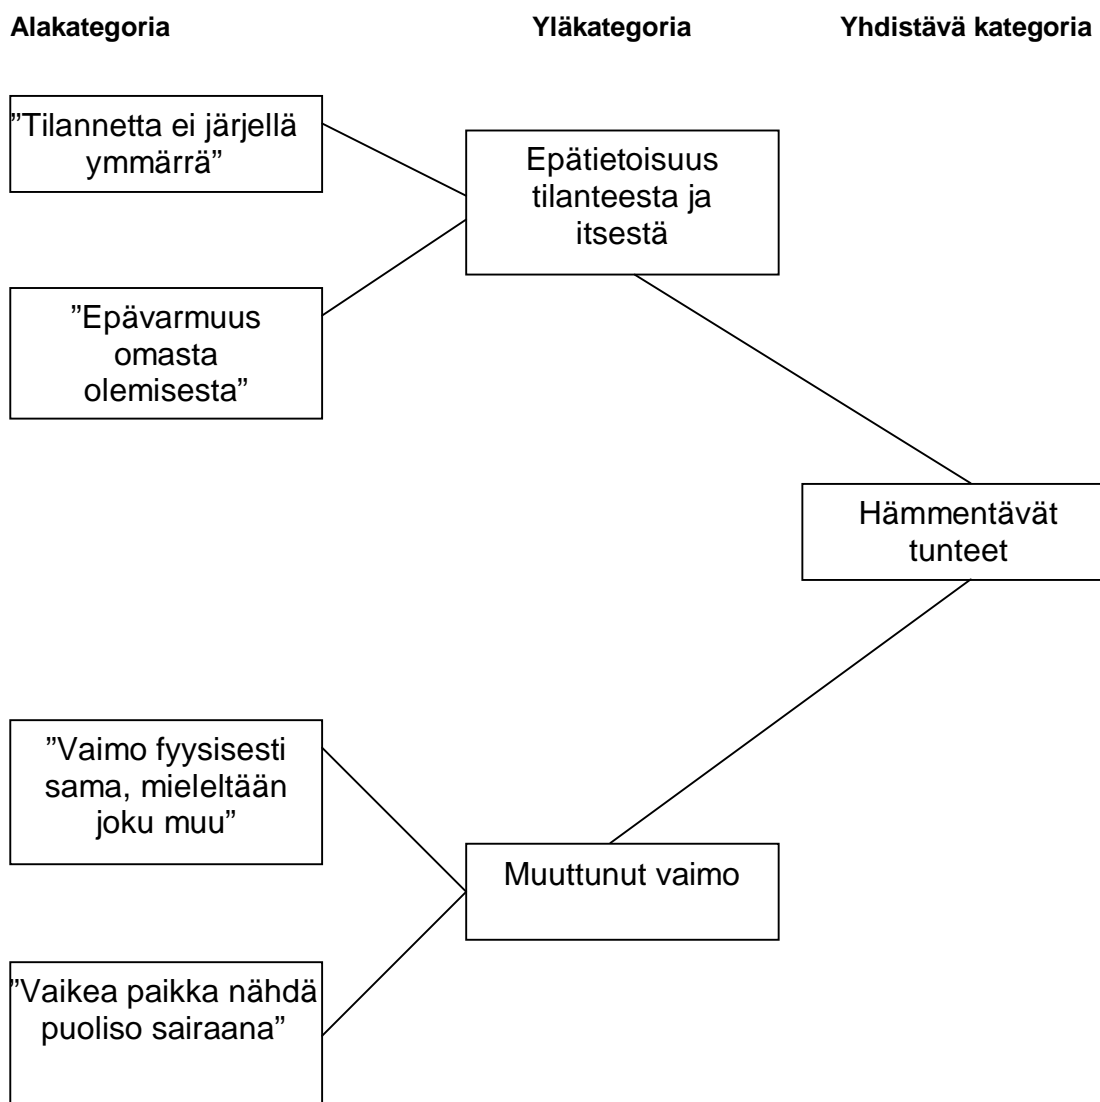 Alakategoria Yläkategoria Yhdistävä kategoria
”Tilannetta ei järjellä
ymmärrä”
Epätietoisuus
tilanteesta ja
itsestä
”Epävarmuus
omasta
olemisesta”
Hämmentävät
tunteet
”Vaimo fyysisesti
sama, mieleltään
joku muu”
Muuttunut vaimo
”Vaikea paikka nähdä
puoliso sairaana”